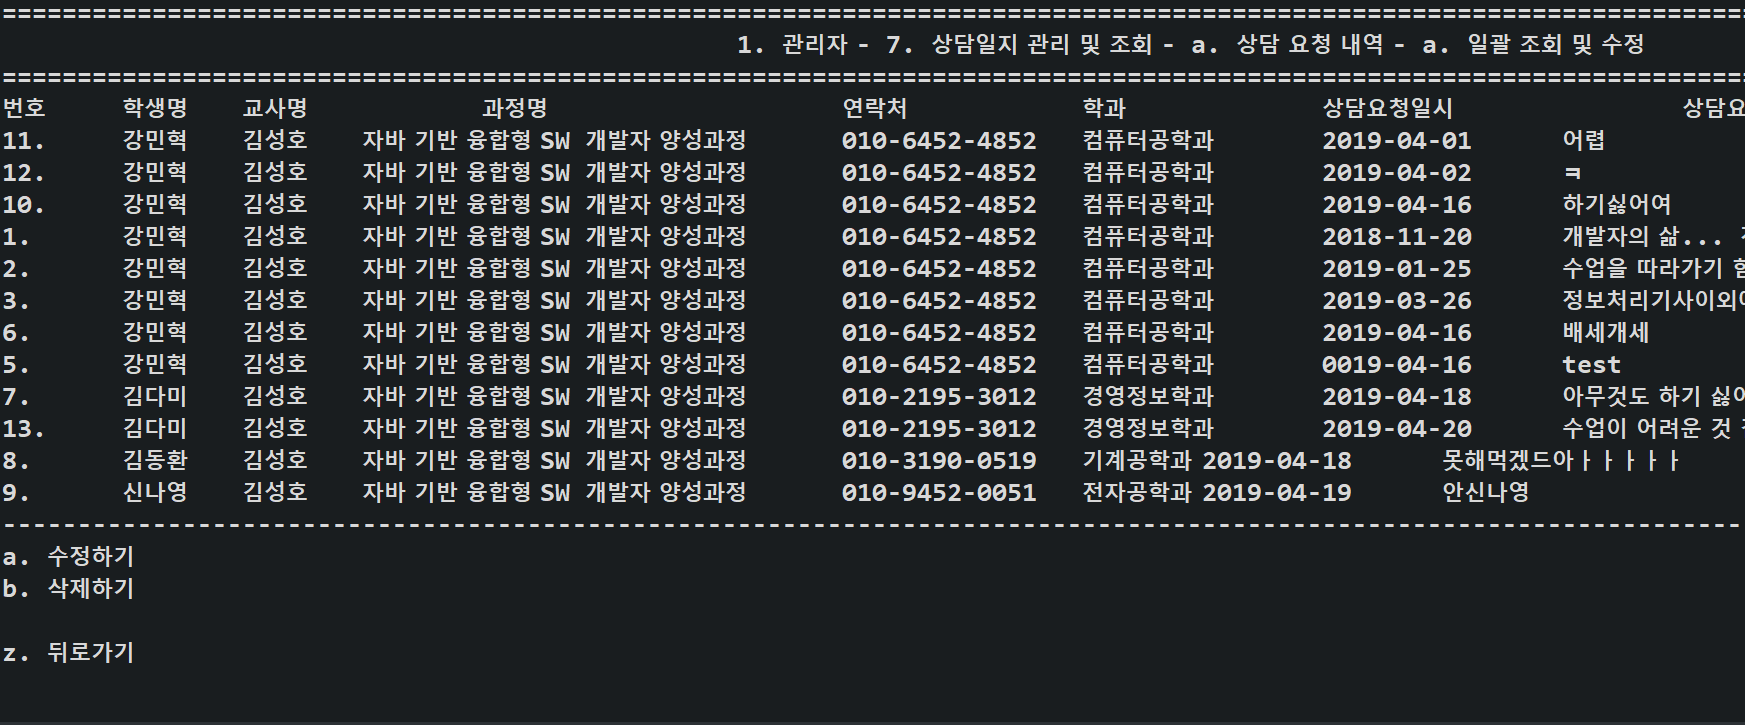 ================================================================================
1. 관리자 - 7. 상담일지 관리 및 조회 - a. 상담 요청 내역 - a. 일괄 조회 및 수정
================================================================================
번호 학생명 교사명 과정명 연락처 학과 상담요청일시 상담요
11. 강민혁 김성호 자바 기반 융합형 SW 개발자 양성과정 010-6452-4852 컴퓨터공학과 2019-04-01 어렵
12. 강민혁 김성호 자바 기반 융합형 SW 개발자 양성과정 010-6452-4852 컴퓨터공학과 2019-04-02 ㅋ
10. 강민혁 김성호 자바 기반 융합형 SW 개발자 양성과정 010-6452-4852 컴퓨터공학과 2019-04-16 하기싫어여
1. 강민혁 김성호 자바 기반 융합형 SW 개발자 양성과정 010-6452-4852 컴퓨터공학과 2018-11-20 개발자의 삶...
2. 강민혁 김성호 자바 기반 융합형 SW 개발자 양성과정 010-6452-4852 컴퓨터공학과 2019-01-25 수업을 따라가기
3. 강민혁 김성호 자바 기반 융합형 SW 개발자 양성과정 010-6452-4852 컴퓨터공학과 2019-03-26 정보처리기사이외
6. 강민혁 김성호 자바 기반 융합형 SW 개발자 양성과정 010-6452-4852 컴퓨터공학과 2019-04-16 배세개세
5. 강민혁 김성호 자바 기반 융합형 SW 개발자 양성과정 010-6452-4852 컴퓨터공학과 0019-04-16 test
7. 김다미 김성호 자바 기반 융합형 SW 개발자 양성과정 010-2195-3012 경영정보학과 2019-04-18 아무것도 하기 싫어
13. 김다미 김성호 자바 기반 융합형 SW 개발자 양성과정 010-2195-3012 경영정보학과 2019-04-20 수업이 어려운 것
8. 김동환 김성호 자바 기반 융합형 SW 개발자 양성과정 010-3190-0519 기계공학과 2019-04-18 못해먹겠드아ㅏㅏㅏㅏㅏ
9. 신나영 김성호 자바 기반 융합형 SW 개발자 양성과정 010-9452-0051 전자공학과 2019-04-19 안신나영
--------------------------------------------------------------------------------
a. 수정하기
b. 삭제하기
z. 뒤로가기